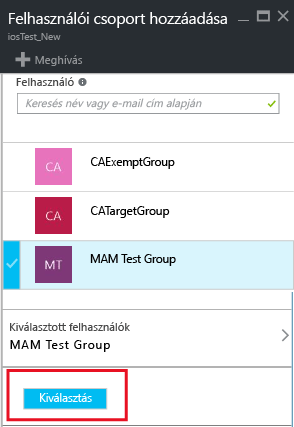 Felhasználói csoport hozzáadása
iosTest_New
Meghívás
Felhasználó
Keresés név vagy e-mail cím alapján
CA
CAExemptGroup
CA
CATargetGroup
MT
MAM Test Group
Kiválasztott felhasználók
MAM Test Group
Kiválasztás